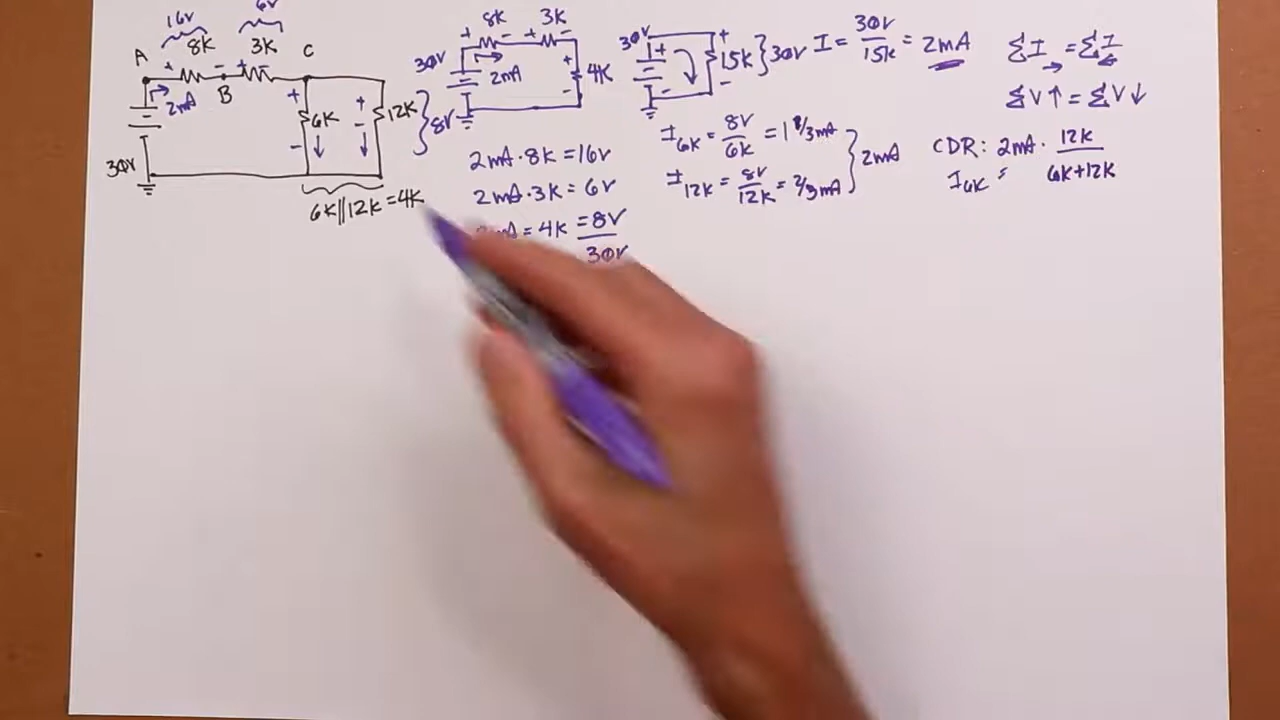 16V 6V
8K 3K
A B C
2mA
30V
6K 12K } 8V
6K||12K = 4K
8K 3K
30V 2mA 4K
2mA · 8K = 16V
2mA · 3K = 6V
mA = 4K = 8V
30V
30V 15K } 30V
I = 30V / 15K = 2mA
I6K = 8V / 6K = 1 1/3 mA
I12K = 8V / 12K = 2/3 mA } 2mA
ΣI→ = ΣI←
ΣV↑ = ΣV↓
CDR: 2mA · 12K / 6K+12K
I6K =